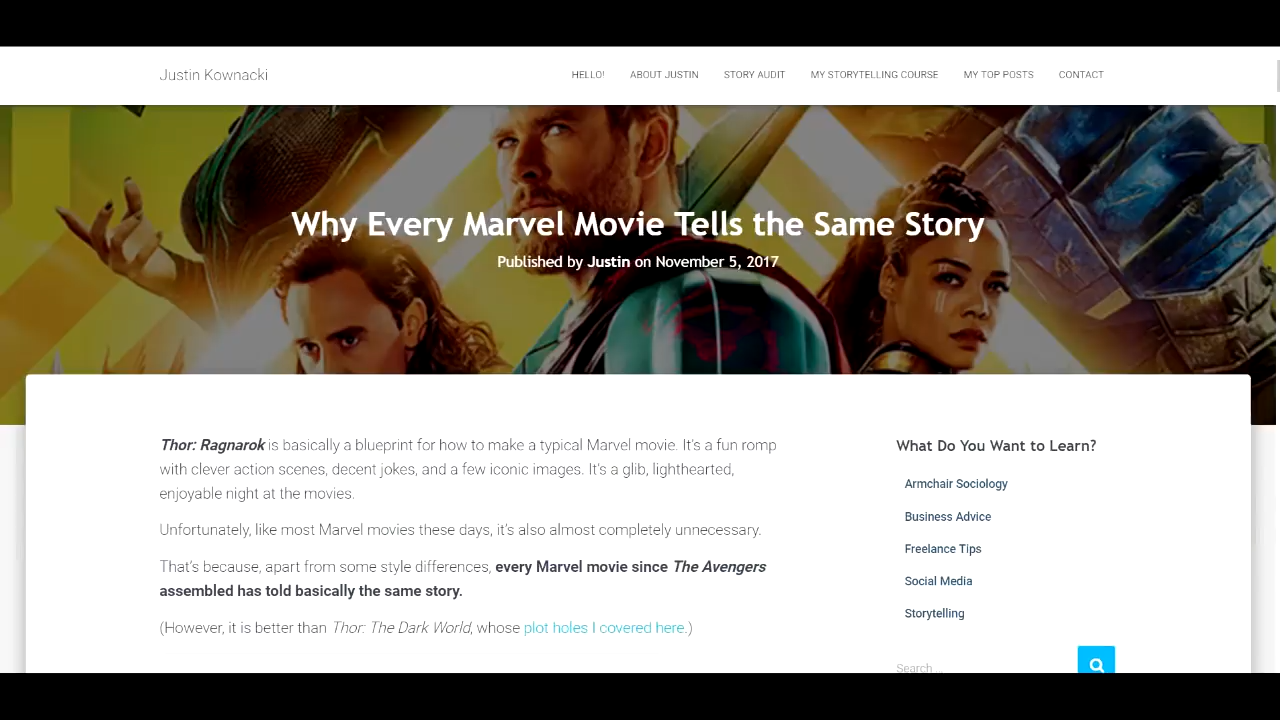 Justin Kownacki
HELLO! ABOUT JUSTIN STORY AUDIT MY STORYTELLING COURSE MY TOP POSTS CONTACT
Why Every Marvel Movie Tells the Same Story
Published by Justin on November 5, 2017
Thor: Ragnarok is basically a blueprint for how to make a typical Marvel movie. It's a fun romp
with clever action scenes, decent jokes, and a few iconic images. It's a glib, lighthearted,
enjoyable night at the movies.
Unfortunately, like most Marvel movies these days, it's also almost completely unnecessary.
That's because, apart from some style differences, every Marvel movie since The Avengers
assembled has told basically the same story.
(However, it is better than Thor: The Dark World, whose plot holes I covered here.)
What Do You Want to Learn?
Armchair Sociology
Business Advice
Freelance Tips
Social Media
Storytelling
Search …